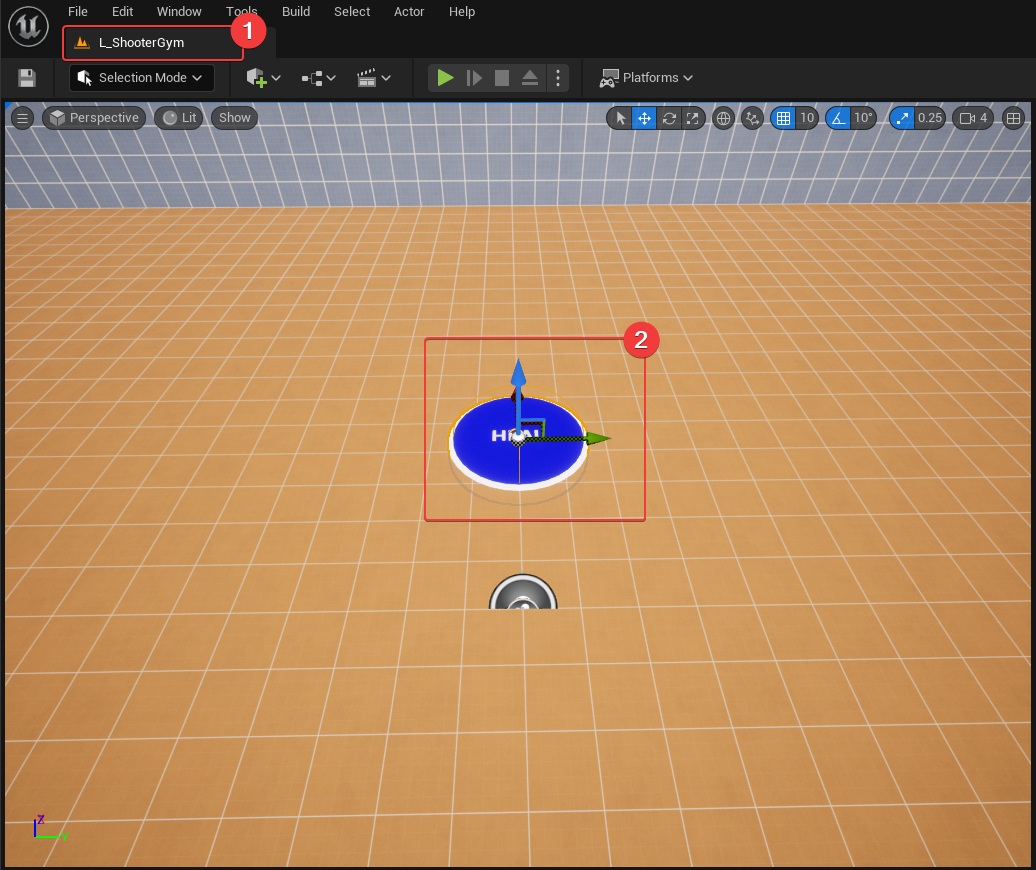 File Edit Window Tools Build Select Actor Help
1
L_ShooterGym
Selection Mode Platforms
Perspective Lit Show 10 10° 0.25 4
2